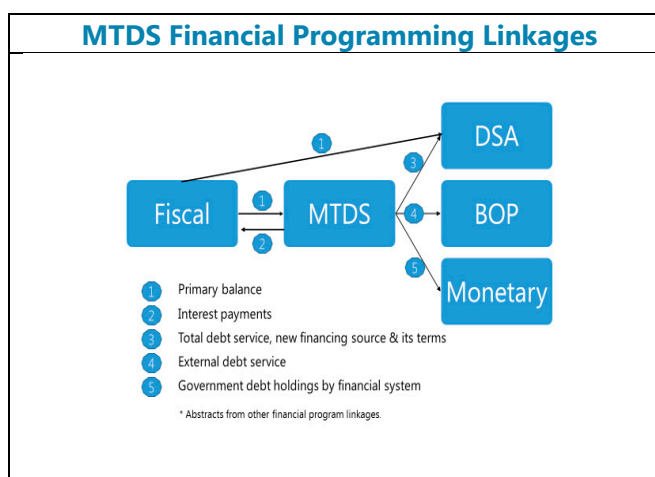 MTDS Financial Programming Linkages
DSA
1
3
Fiscal
1
MTDS
4
BOP
2
5
Monetary
1 Primary balance
2 Interest payments
3 Total debt service, new financing source & its terms
4 External debt service
5 Government debt holdings by financial system
* Abstracts from other financial program linkages.